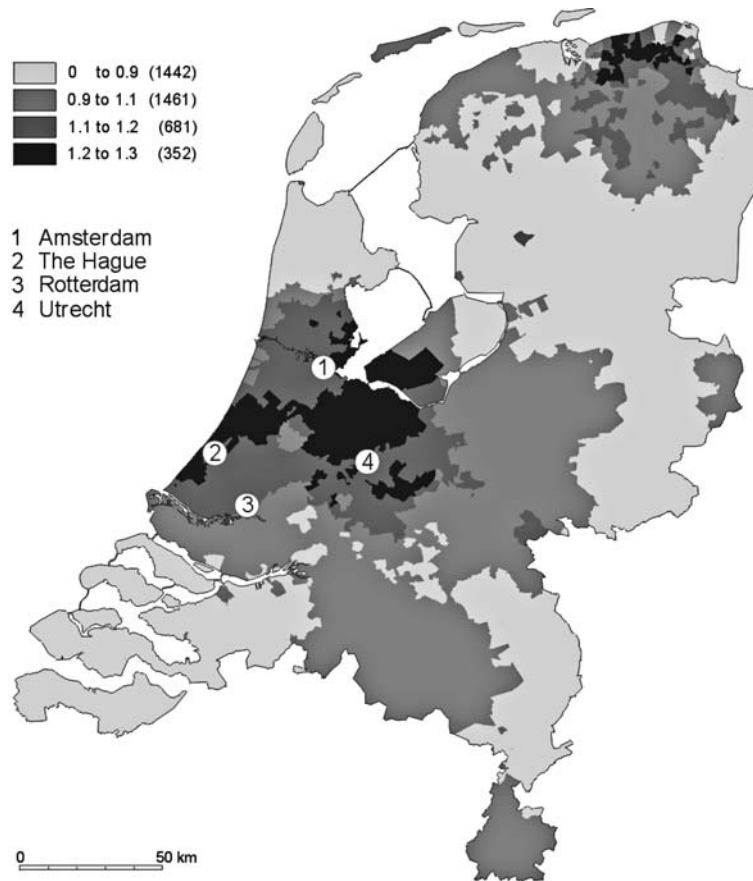 0 to 0.9 (1442)
0.9 to 1.1 (1461)
1.1 to 1.2 (681)
1.2 to 1.3 (352)
1 Amsterdam
2 The Hague
3 Rotterdam
4 Utrecht
1
2
4
3
0 50 km